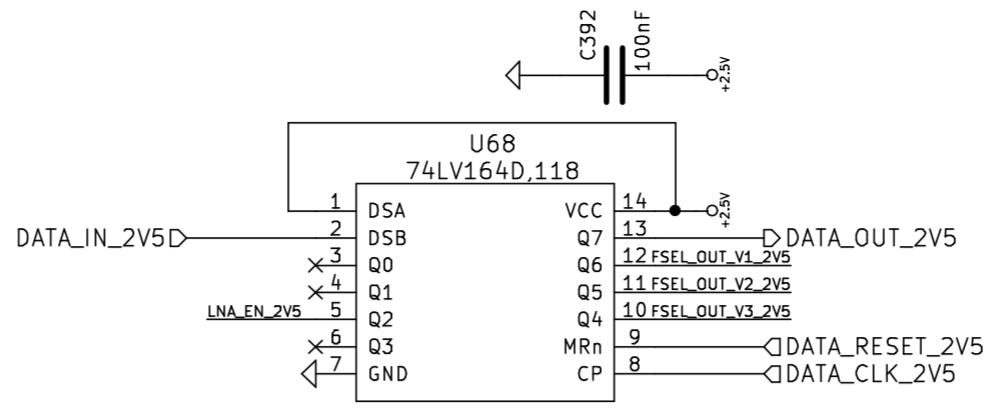 C392
100nF
+2.5V
U68
74LV164D,118
1 DSA VCC 14 +2.5V
DATA_IN_2V5 2 DSB Q7 13 DATA_OUT_2V5
3 Q0 Q6 12 FSEL_OUT_V1_2V5
4 Q1 Q5 11 FSEL_OUT_V2_2V5
LNA_EN_2V5 5 Q2 Q4 10 FSEL_OUT_V3_2V5
6 Q3 MRn 9 DATA_RESET_2V5
7 GND CP 8 DATA_CLK_2V5